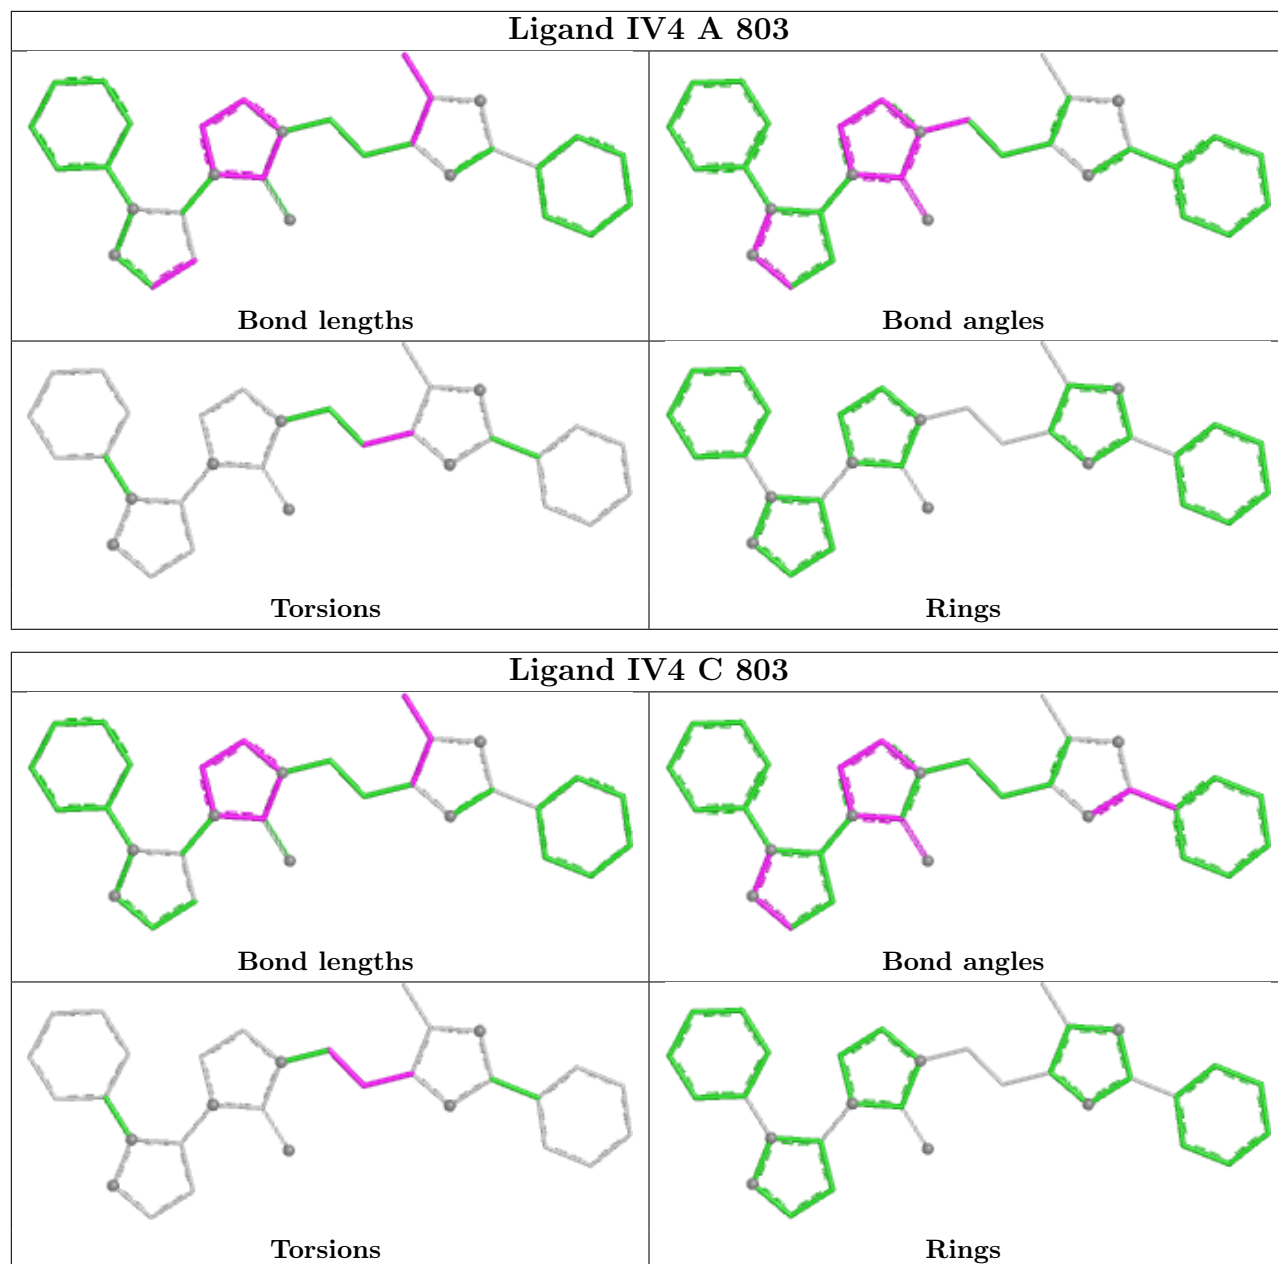 Ligand IV4 A 803
Bond lengths
Bond angles
Torsions
Rings
Ligand IV4 C 803
Bond lengths
Bond angles
Torsions
Rings